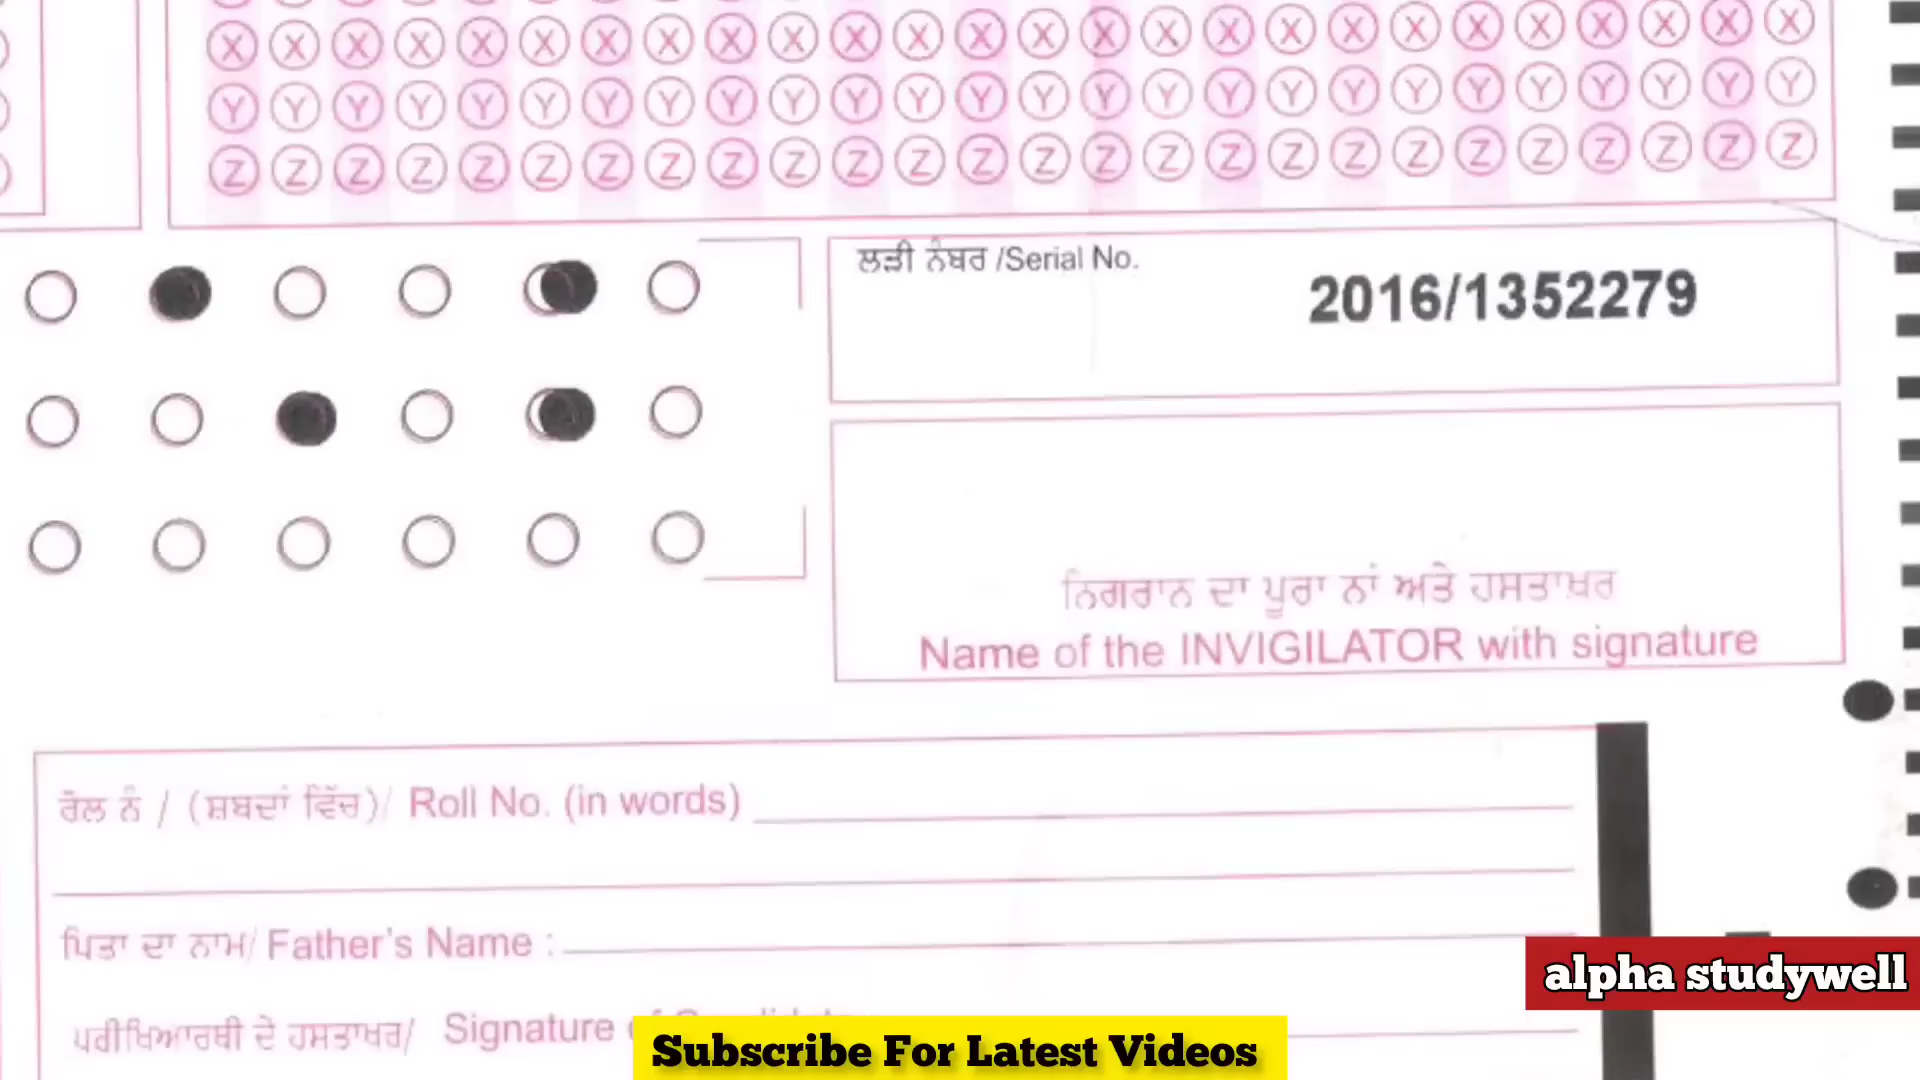 X X X X X X X X X X X X X X X X X X X X X X X X X X
Y Y Y Y Y Y Y Y Y Y Y Y Y Y Y Y Y Y Y Y Y Y Y Y Y Y
Z Z Z Z Z Z Z Z Z Z Z Z Z Z Z Z Z Z Z Z Z Z Z Z Z Z
ਲੜੀ ਨੰਬਰ /Serial No.
2016/1352279
ਨਿਗਰਾਨ ਦਾ ਪੂਰਾ ਨਾਂ ਅਤੇ ਹਸਤਾਖ਼ਰ
Name of the INVIGILATOR with signature
ਰੋਲ ਨੰ / (ਸ਼ਬਦਾਂ ਵਿੱਚ)/ Roll No. (in words)
ਪਿਤਾ ਦਾ ਨਾਮ/ Father's Name :
ਪਰੀਖਿਆਰਥੀ ਦੇ ਹਸਤਾਖਰ/ Signature
alpha studywell
Subscribe For Latest Videos